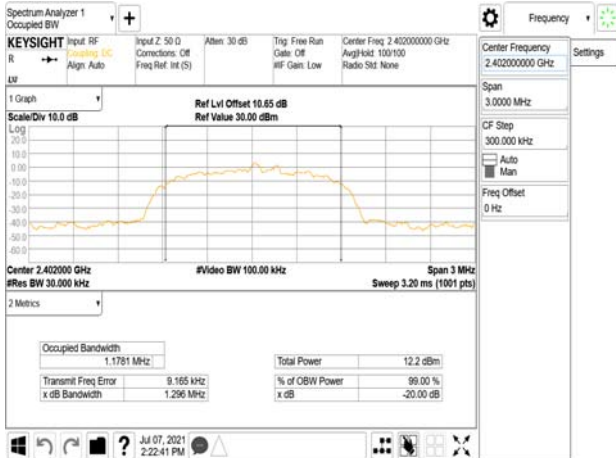 Spectrum Analyzer 1
Occupied BW
+
Frequency
KEYSIGHT
R
Input: RF
Coupling: DC
Align: Auto
Input Z: 50 Ω
Corrections: Off
Freq Ref: Int (S)
Atten: 30 dB
Trig: Free Run
Gate: Off
#IF Gain: Low
Center Freq: 2.402000000 GHz
Avg|Hold: 100/100
Radio Std: None
1 Graph
Scale/Div 10.0 dB
Ref Lvl Offset 10.65 dB
Ref Value 30.00 dBm
Log
20.0
10.0
0.00
-10.0
-20.0
-30.0
-40.0
-50.0
-60.0
Center 2.402000 GHz
#Res BW 30.000 kHz
#Video BW 100.00 kHz
Span 3 MHz
Sweep 3.20 ms (1001 pts)
2 Metrics
Occupied Bandwidth
1.1781 MHz
Transmit Freq Error 9.165 kHz
x dB Bandwidth 1.296 MHz
Total Power 12.2 dBm
% of OBW Power 99.00 %
x dB -20.00 dB
Jul 07, 2021
2:22:41 PM
?
Center Frequency
2.402000000 GHz
Settings
Span
3.0000 MHz
CF Step
300.000 kHz
Auto
Man
Freq Offset
0 Hz